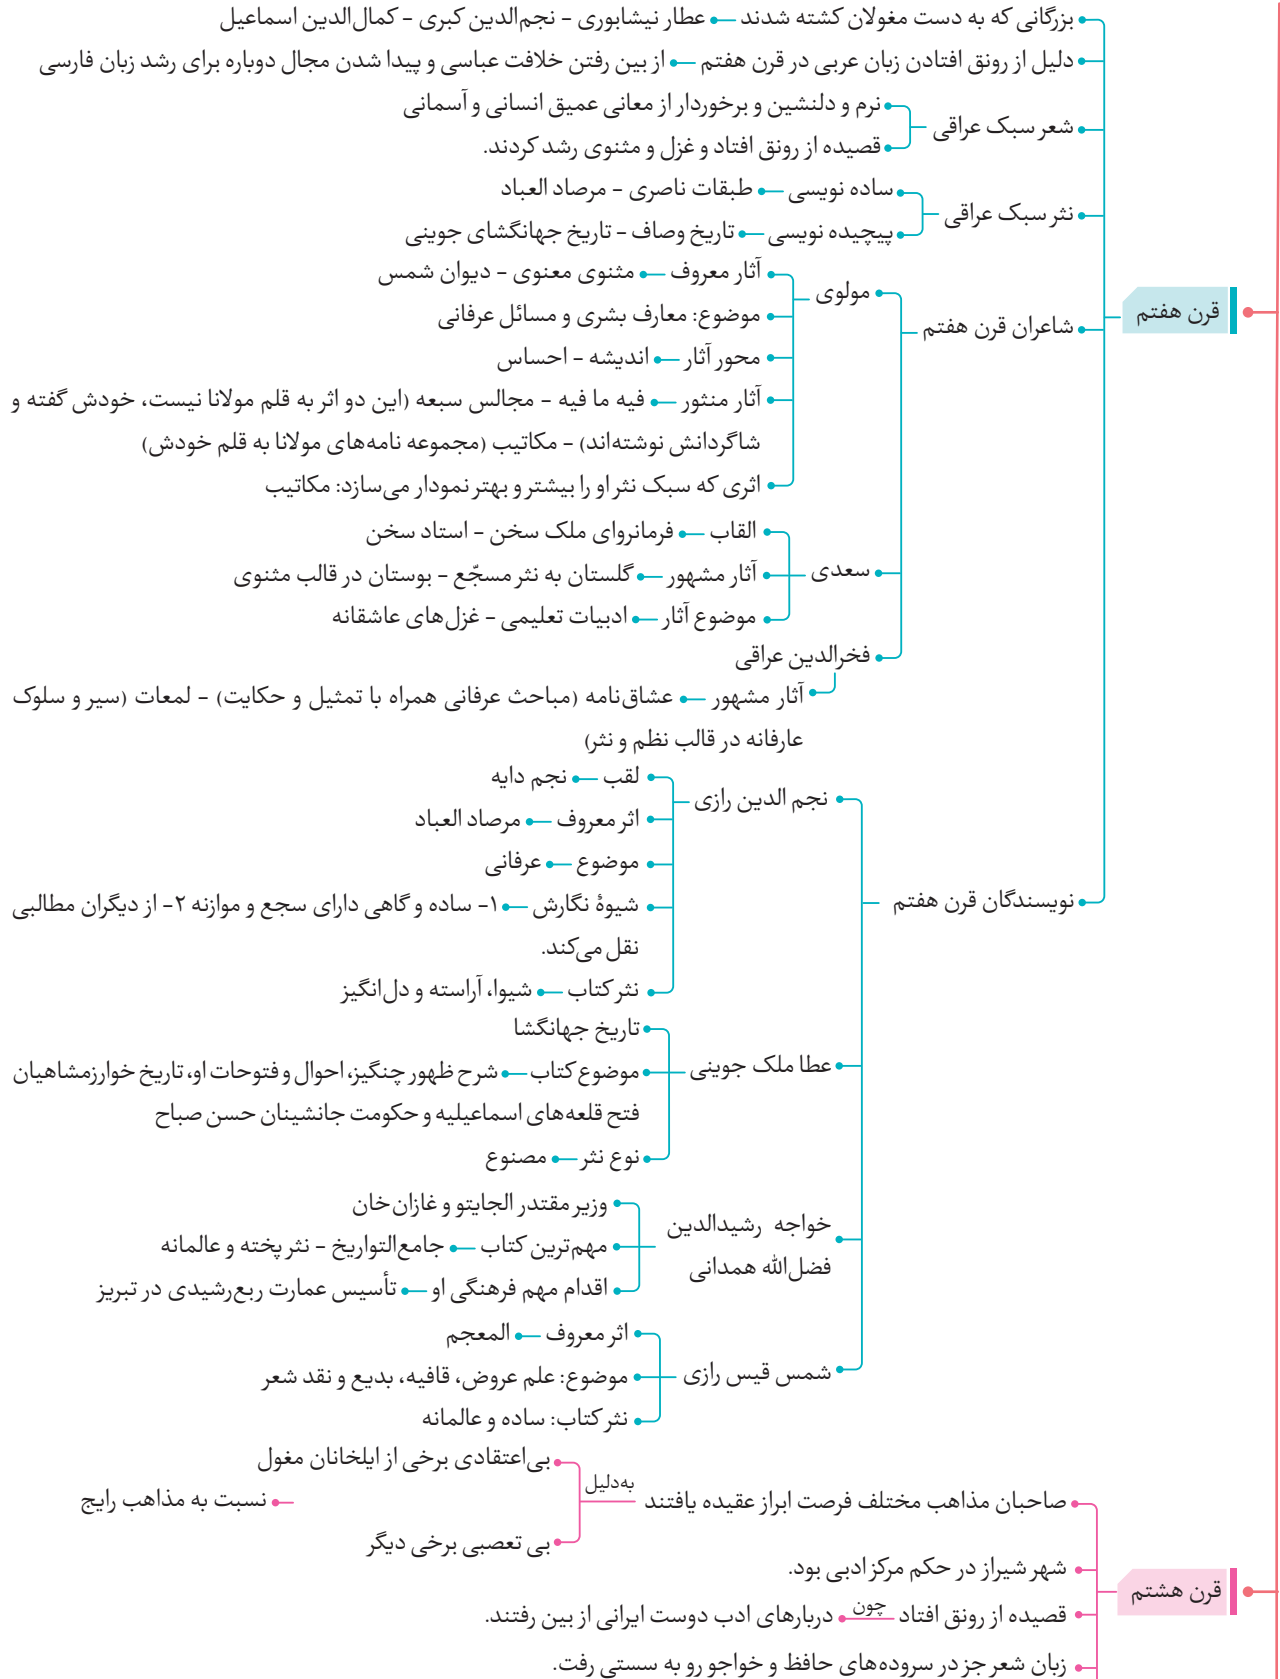 قرن هفتم
بزرگانی که به دست مغولان کشته شدند عطار نیشابوری – نجم‌الدین کبری – کمال‌الدین اسماعیل
دلیل از رونق افتادن زبان عربی در قرن هفتم از بین رفتن خلافت عباسی و پیدا شدن مجال دوباره برای رشد زبان فارسی
شعر سبک عراقی
نرم و دلنشین و برخوردار از معانی عمیق انسانی و آسمانی
قصیده از رونق افتاد و غزل و مثنوی رشد کردند.
نثر سبک عراقی
ساده نویسی طبقات ناصری – مرصاد العباد
پیچیده نویسی تاریخ وصاف – تاریخ جهانگشای جوینی
شاعران قرن هفتم
مولوی
آثار معروف مثنوی معنوی – دیوان شمس
موضوع: معارف بشری و مسائل عرفانی
محور آثار اندیشه – احساس
آثار منثور فیه ما فیه – مجالس سبعه (این دو اثر به قلم مولانا نیست، خودش گفته و
شاگردانش نوشته‌اند) – مکاتیب (مجموعه نامه‌های مولانا به قلم خودش)
اثری که سبک نثر او را بیشتر و بهتر نمودار می‌سازد: مکاتیب
سعدی
القاب فرمانروای ملک سخن – استاد سخن
آثار مشهور گلستان به نثر مسجّع – بوستان در قالب مثنوی
موضوع آثار ادبیات تعلیمی – غزل‌های عاشقانه
فخرالدین عراقی
آثار مشهور عشاق‌نامه (مباحث عرفانی همراه با تمثیل و حکایت) – لمعات (سیر و سلوک
عارفانه در قالب نظم و نثر)
نویسندگان قرن هفتم
نجم الدین رازی
لقب نجم دایه
اثر معروف مرصاد العباد
موضوع عرفانی
شیوۀ نگارش ۱- ساده و گاهی دارای سجع و موازنه ۲- از دیگران مطالبی
نقل می‌کند.
نثر کتاب شیوا، آراسته و دل‌انگیز
عطا ملک جوینی
تاریخ جهانگشا
موضوع کتاب شرح ظهور چنگیز، احوال و فتوحات او، تاریخ خوارزمشاهیان
فتح قلعه‌های اسماعیلیه و حکومت جانشینان حسن صباح
نوع نثر مصنوع
خواجه رشیدالدین
فضل‌الله همدانی
وزیر مقتدر الجایتو و غازان‌خان
مهم‌ترین کتاب جامع‌التواریخ – نثر پخته و عالمانه
اقدام مهم فرهنگی او تأسیس عمارت ربع‌رشیدی در تبریز
شمس قیس رازی
اثر معروف المعجم
موضوع: علم عروض، قافیه، بدیع و نقد شعر
نثر کتاب: ساده و عالمانه
قرن هشتم
صاحبان مذاهب مختلف فرصت ابراز عقیده یافتند
به‌دلیل
بی‌اعتقادی برخی از ایلخانان مغول
بی تعصبی برخی دیگر
نسبت به مذاهب رایج
شهر شیراز در حکم مرکز ادبی بود.
قصیده از رونق افتاد چون دربارهای ادب دوست ایرانی از بین رفتند.
زبان شعر جز در سروده‌های حافظ و خواجو رو به سستی رفت.